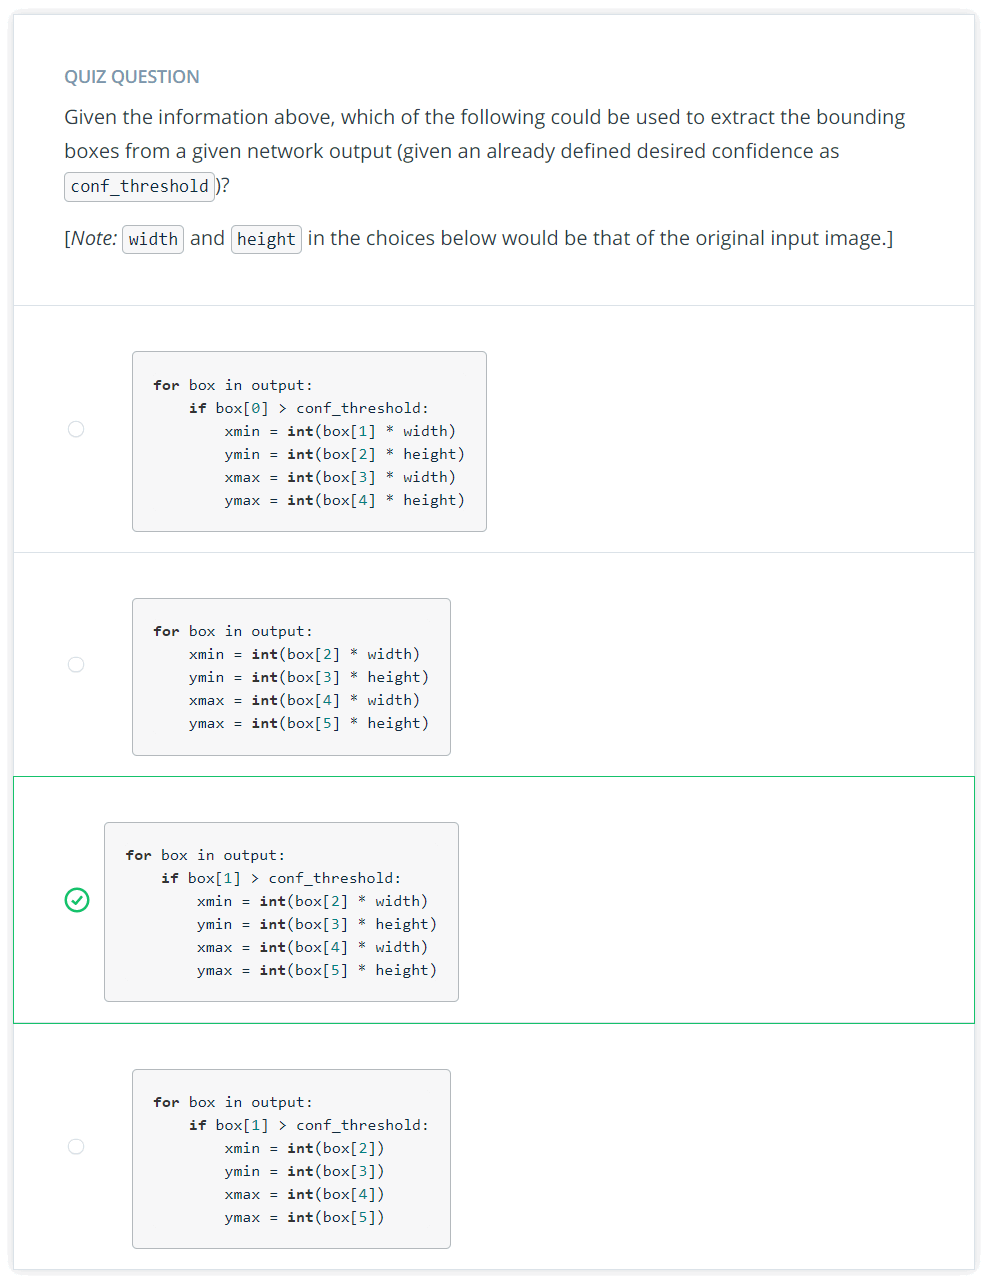 QUIZ QUESTION
Given the information above, which of the following could be used to extract the bounding
boxes from a given network output (given an already defined desired confidence as
conf_threshold)?
[Note: width and height in the choices below would be that of the original input image.]
for box in output:
    if box[0] > conf_threshold:
        xmin = int(box[1] * width)
        ymin = int(box[2] * height)
        xmax = int(box[3] * width)
        ymax = int(box[4] * height)
for box in output:
    xmin = int(box[2] * width)
    ymin = int(box[3] * height)
    xmax = int(box[4] * width)
    ymax = int(box[5] * height)
for box in output:
    if box[1] > conf_threshold:
        xmin = int(box[2] * width)
        ymin = int(box[3] * height)
        xmax = int(box[4] * width)
        ymax = int(box[5] * height)
for box in output:
    if box[1] > conf_threshold:
        xmin = int(box[2])
        ymin = int(box[3])
        xmax = int(box[4])
        ymax = int(box[5])